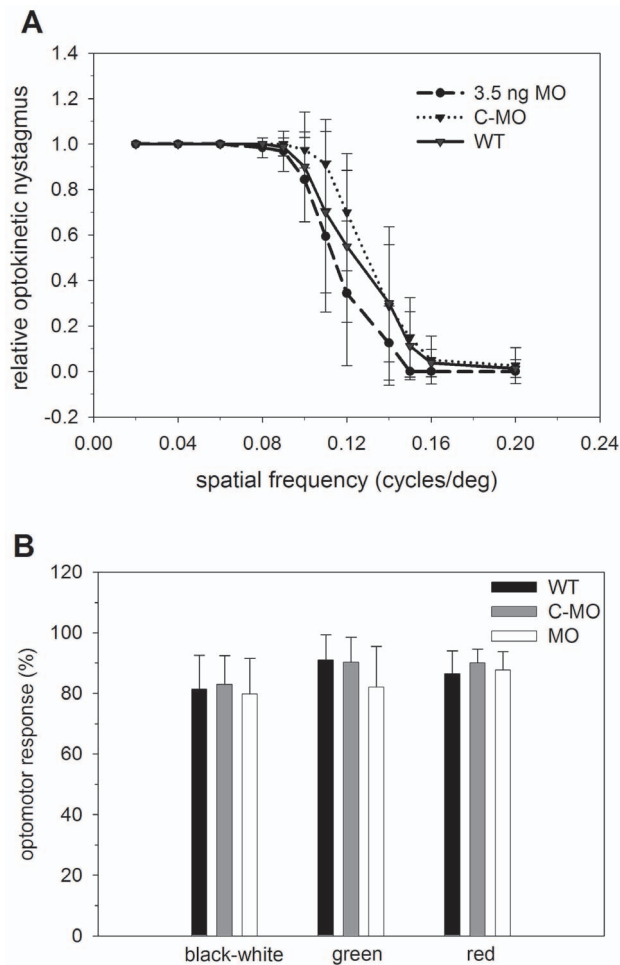 A
1.4
1.2
1.0
0.8
0.6
0.4
0.2
0.0
-0.2
relative optokinetic nystagmus
3.5 ng MO
C-MO
WT
0.00 0.04 0.08 0.12 0.16 0.20 0.24
spatial frequency (cycles/deg)
B
120
100
80
60
40
20
0
optomotor response (%)
WT
C-MO
MO
black-white green red